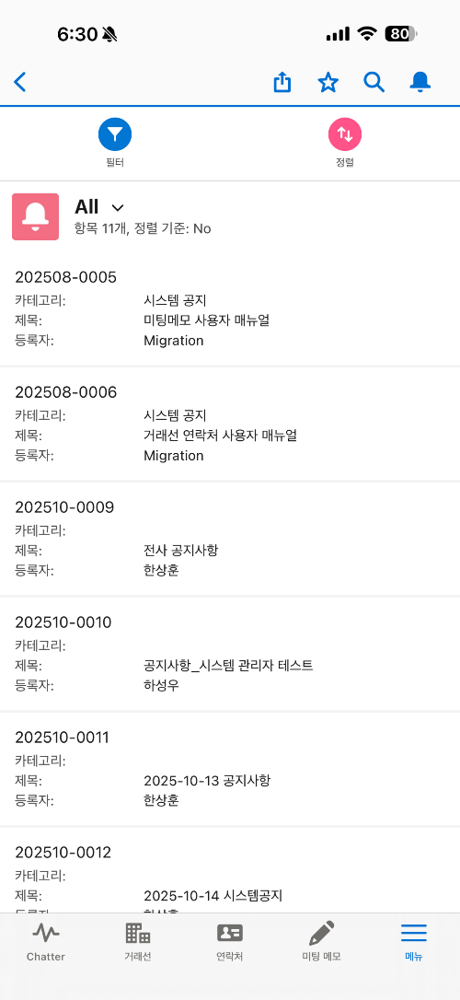 6:30
80
필터
정렬
All
항목 11개, 정렬 기준: No
202508-0005
카테고리: 시스템 공지
제목: 미팅메모 사용자 매뉴얼
등록자: Migration
202508-0006
카테고리: 시스템 공지
제목: 거래선 연락처 사용자 매뉴얼
등록자: Migration
202510-0009
카테고리:
제목: 전사 공지사항
등록자: 한상훈
202510-0010
카테고리:
제목: 공지사항_시스템 관리자 테스트
등록자: 하성우
202510-0011
카테고리:
제목: 2025-10-13 공지사항
등록자: 한상훈
202510-0012
카테고리:
제목: 2025-10-14 시스템공지
Chatter
거래선
연락처
미팅 메모
메뉴